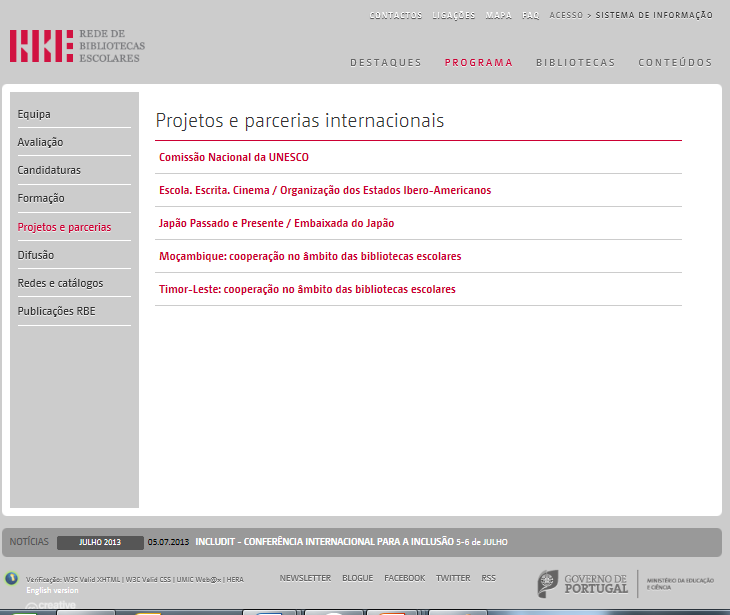 CONTACTOS LIGAÇÕES MAPA FAQ ACESSO > SISTEMA DE INFORMAÇÃO
REDE DE
BIBLIOTECAS
ESCOLARES
DESTAQUES PROGRAMA BIBLIOTECAS CONTEÚDOS
Equipa
Avaliação
Candidaturas
Formação
Projetos e parcerias
Difusão
Redes e catálogos
Publicações RBE
Projetos e parcerias internacionais
Comissão Nacional da UNESCO
Escola. Escrita. Cinema / Organização dos Estados Ibero-Americanos
Japão Passado e Presente / Embaixada do Japão
Moçambique: cooperação no âmbito das bibliotecas escolares
Timor-Leste: cooperação no âmbito das bibliotecas escolares
NOTÍCIAS JULHO 2013 05.07.2013 INCLUDIT - CONFERÊNCIA INTERNACIONAL PARA A INCLUSÃO 5-6 de JULHO
Verificação: W3C Valid XHTML | W3C Valid CSS | UMIC Web@x | HERA
English version
creative
NEWSLETTER BLOGUE FACEBOOK TWITTER RSS
GOVERNO DE
PORTUGAL
MINISTÉRIO DA EDUCAÇÃO
E CIÊNCIA